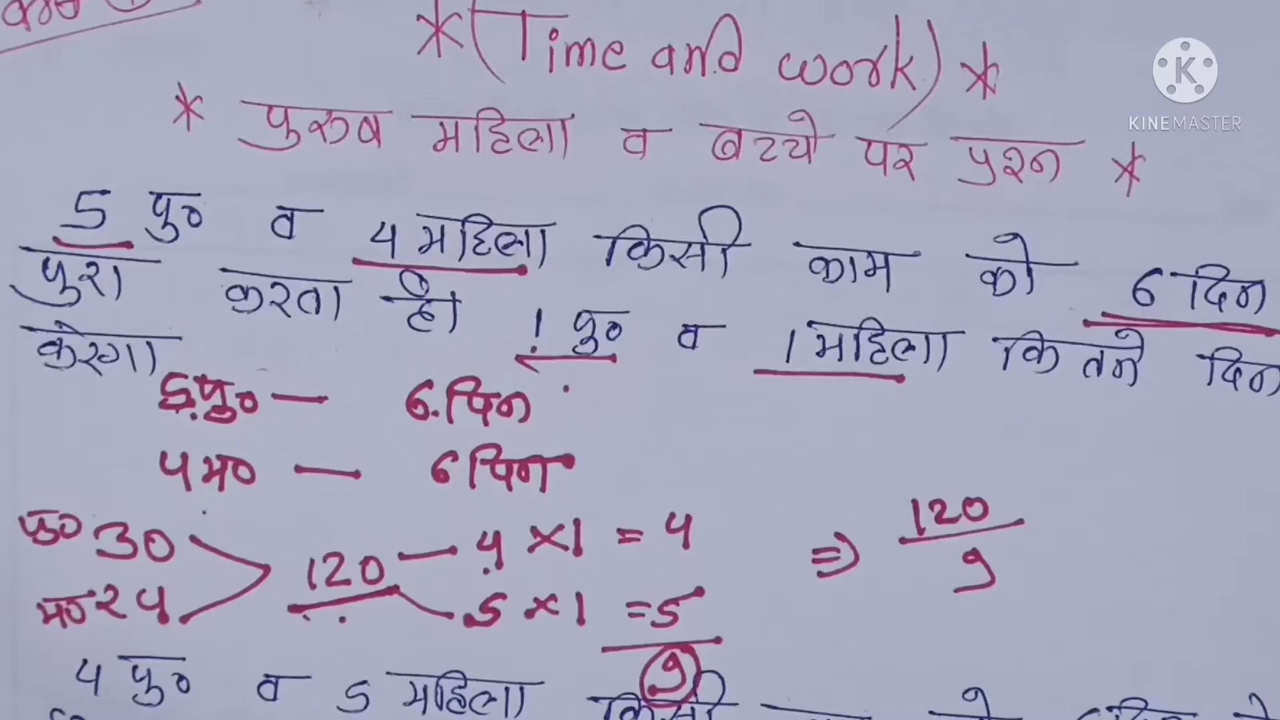 *(Time and work)*
KINEMASTER
* पुरुष महिला व बच्चे पर प्रश्न *
5 पु० व 4 महिला किसी काम को 6 दिन
पुरा करता है। 1 पु० व 1 महिला कितने दिन
करेगा
5 पु० — 6 दिन
4 म० — 6 दिन
पु० 30
म० 24
120
4 × 1 = 4
5 × 1 = 5
9
⇒ 120/9
4 पु० व 5 महिला किसी